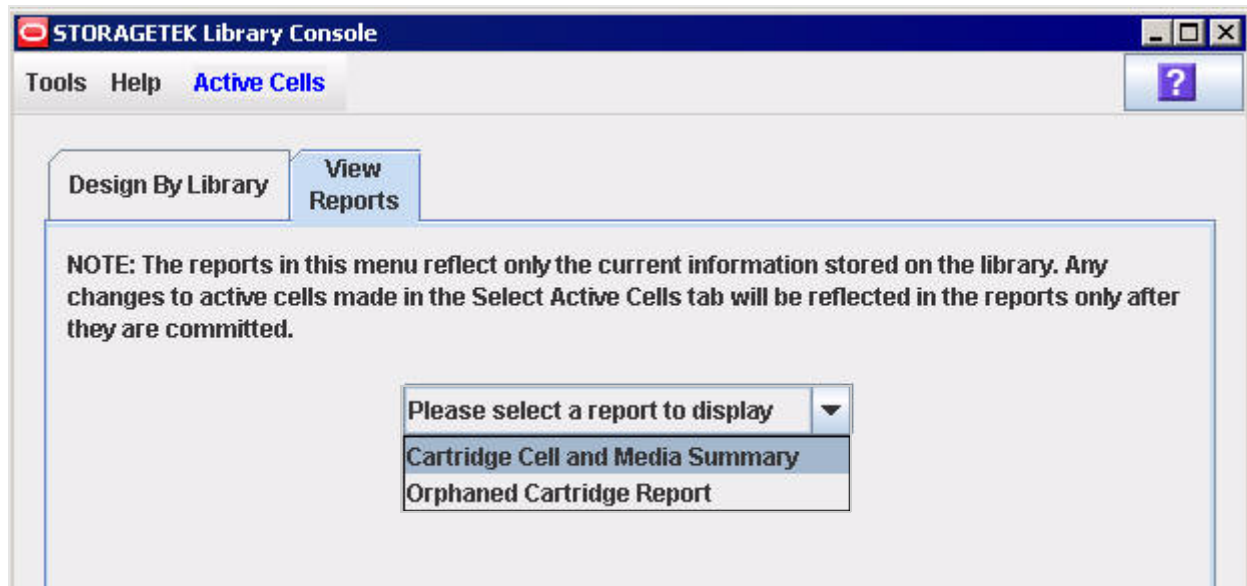 STORAGETEK Library Console
Tools Help Active Cells
?
Design By Library
View
Reports
NOTE: The reports in this menu reflect only the current information stored on the library. Any
changes to active cells made in the Select Active Cells tab will be reflected in the reports only after
they are committed.
Please select a report to display
Cartridge Cell and Media Summary
Orphaned Cartridge Report